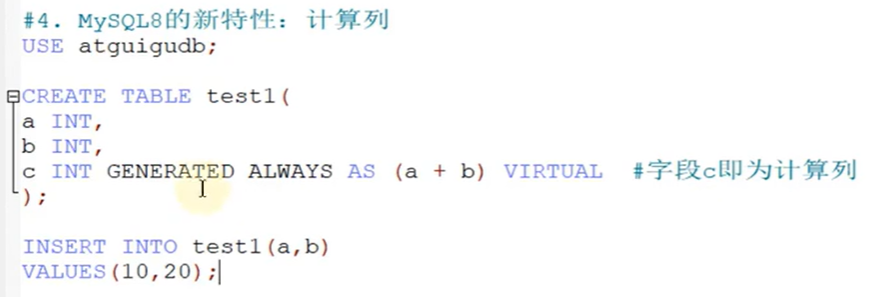 #4. MySQL8的新特性：计算列
USE atguigudb;
CREATE TABLE test1(
a INT,
b INT,
c INT GENERATED ALWAYS AS (a + b) VIRTUAL  #字段c即为计算列
);
INSERT INTO test1(a,b)
VALUES(10,20);